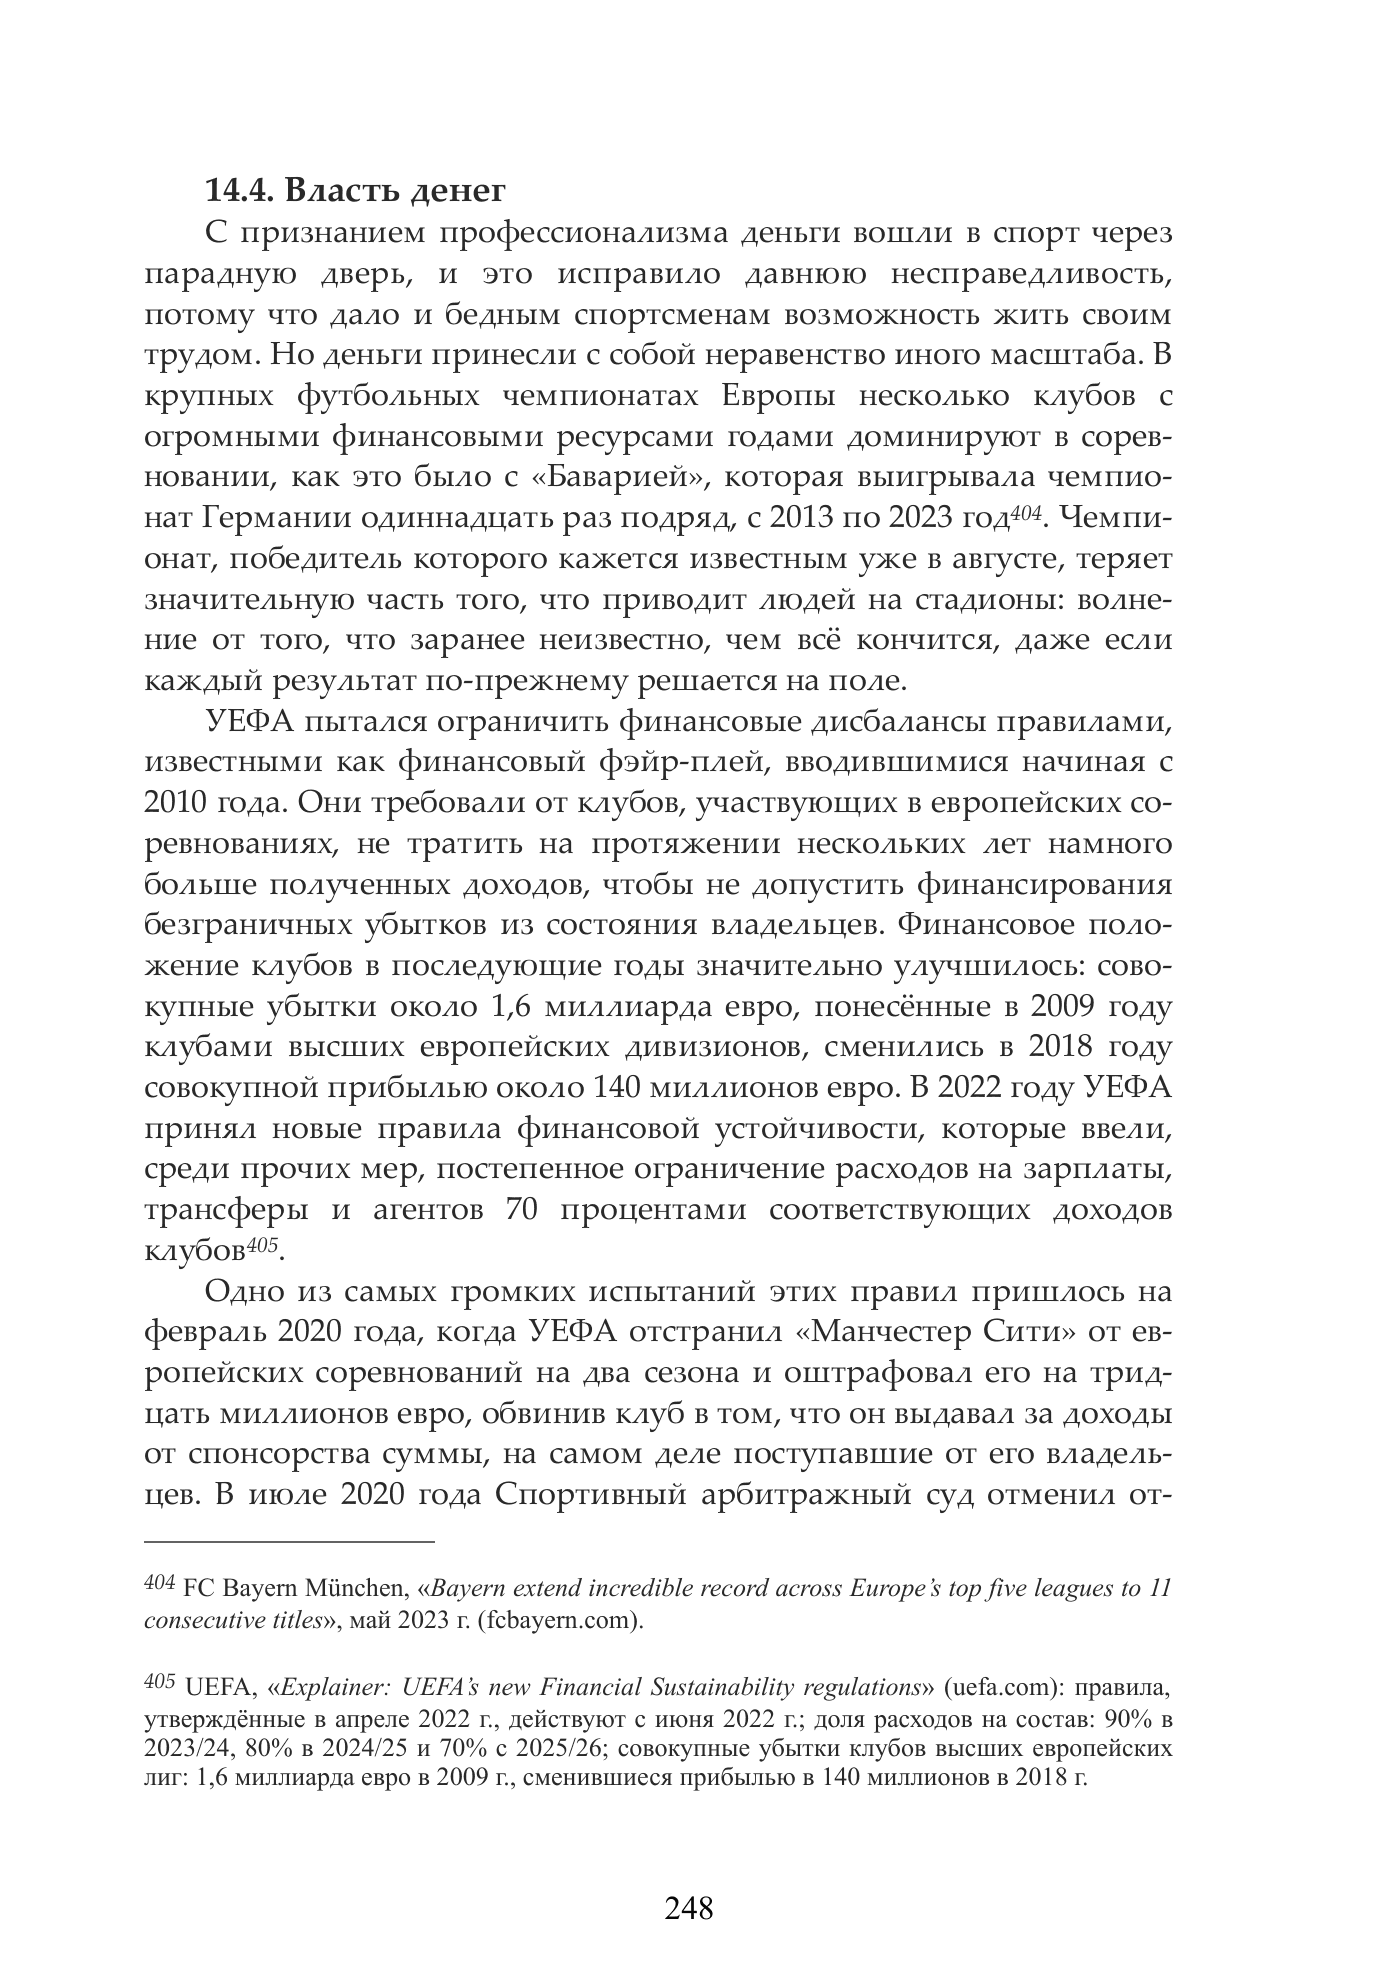 14.4. Власть денег
С признанием профессионализма деньги вошли в спорт через
парадную дверь, и это исправило давнюю несправедливость,
потому что дало и бедным спортсменам возможность жить своим
трудом. Но деньги принесли с собой неравенство иного масштаба. В
крупных футбольных чемпионатах Европы несколько клубов с
огромными финансовыми ресурсами годами доминируют в сорев-
новании, как это было с «Баварией», которая выигрывала чемпио-
нат Германии одиннадцать раз подряд, с 2013 по 2023 год404. Чемпи-
онат, победитель которого кажется известным уже в августе, теряет
значительную часть того, что приводит людей на стадионы: волне-
ние от того, что заранее неизвестно, чем всё кончится, даже если
каждый результат по-прежнему решается на поле.
УЕФА пытался ограничить финансовые дисбалансы правилами,
известными как финансовый фэйр-плей, вводившимися начиная с
2010 года. Они требовали от клубов, участвующих в европейских со-
ревнованиях, не тратить на протяжении нескольких лет намного
больше полученных доходов, чтобы не допустить финансирования
безграничных убытков из состояния владельцев. Финансовое поло-
жение клубов в последующие годы значительно улучшилось: сово-
купные убытки около 1,6 миллиарда евро, понесённые в 2009 году
клубами высших европейских дивизионов, сменились в 2018 году
совокупной прибылью около 140 миллионов евро. В 2022 году УЕФА
принял новые правила финансовой устойчивости, которые ввели,
среди прочих мер, постепенное ограничение расходов на зарплаты,
трансферы и агентов 70 процентами соответствующих доходов
клубов405.
Одно из самых громких испытаний этих правил пришлось на
февраль 2020 года, когда УЕФА отстранил «Манчестер Сити» от ев-
ропейских соревнований на два сезона и оштрафовал его на трид-
цать миллионов евро, обвинив клуб в том, что он выдавал за доходы
от спонсорства суммы, на самом деле поступавшие от его владель-
цев. В июле 2020 года Спортивный арбитражный суд отменил от-
404 FC Bayern München, «Bayern extend incredible record across Europe’s top five leagues to 11
consecutive titles», май 2023 г. (fcbayern.com).
405 UEFA, «Explainer: UEFA’s new Financial Sustainability regulations» (uefa.com): правила,
утверждённые в апреле 2022 г., действуют с июня 2022 г.; доля расходов на состав: 90% в
2023/24, 80% в 2024/25 и 70% с 2025/26; совокупные убытки клубов высших европейских
лиг: 1,6 миллиарда евро в 2009 г., сменившиеся прибылью в 140 миллионов в 2018 г.
248